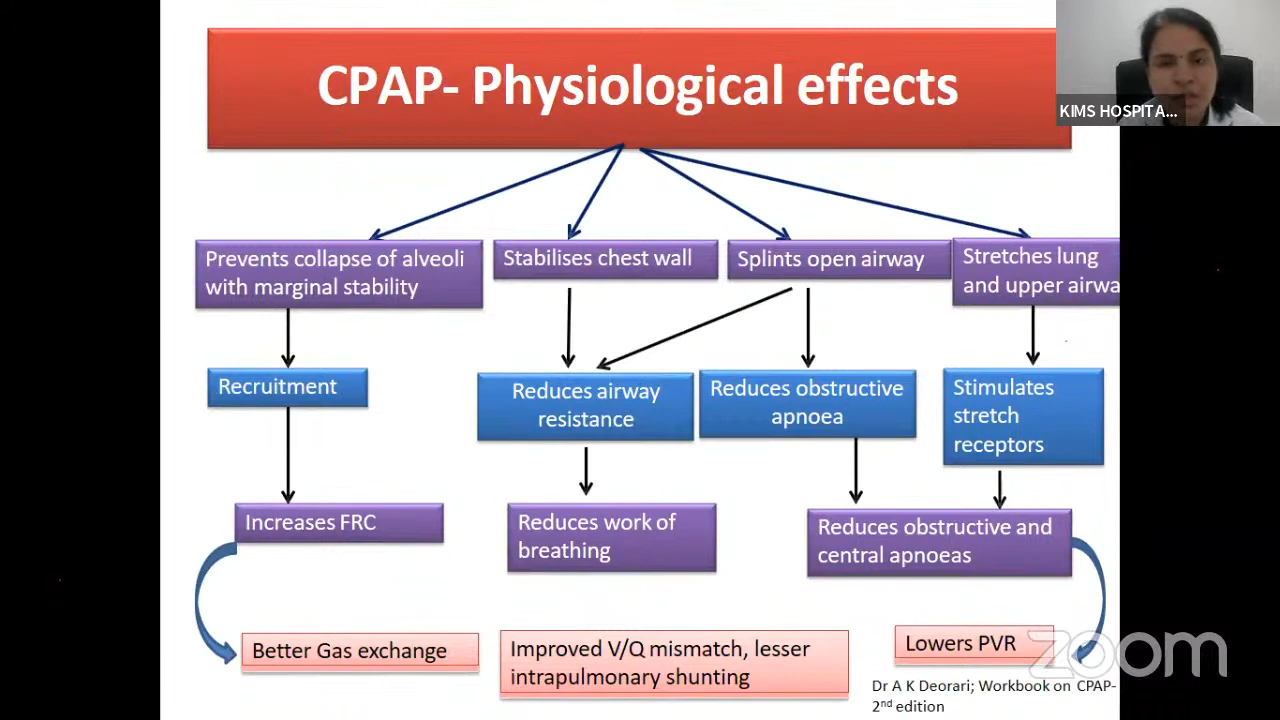 CPAP- Physiological effects
KIMS HOSPITA...
Prevents collapse of alveoli
with marginal stability
Stabilises chest wall
Splints open airway
Stretches lung
and upper airwa
Recruitment
Reduces airway
resistance
Reduces obstructive
apnoea
Stimulates
stretch
receptors
Increases FRC
Reduces work of
breathing
Reduces obstructive and
central apnoeas
Better Gas exchange
Improved V/Q mismatch, lesser
intrapulmonary shunting
Lowers PVR
zoom
Dr A K Deorari; Workbook on CPAP-
2nd edition